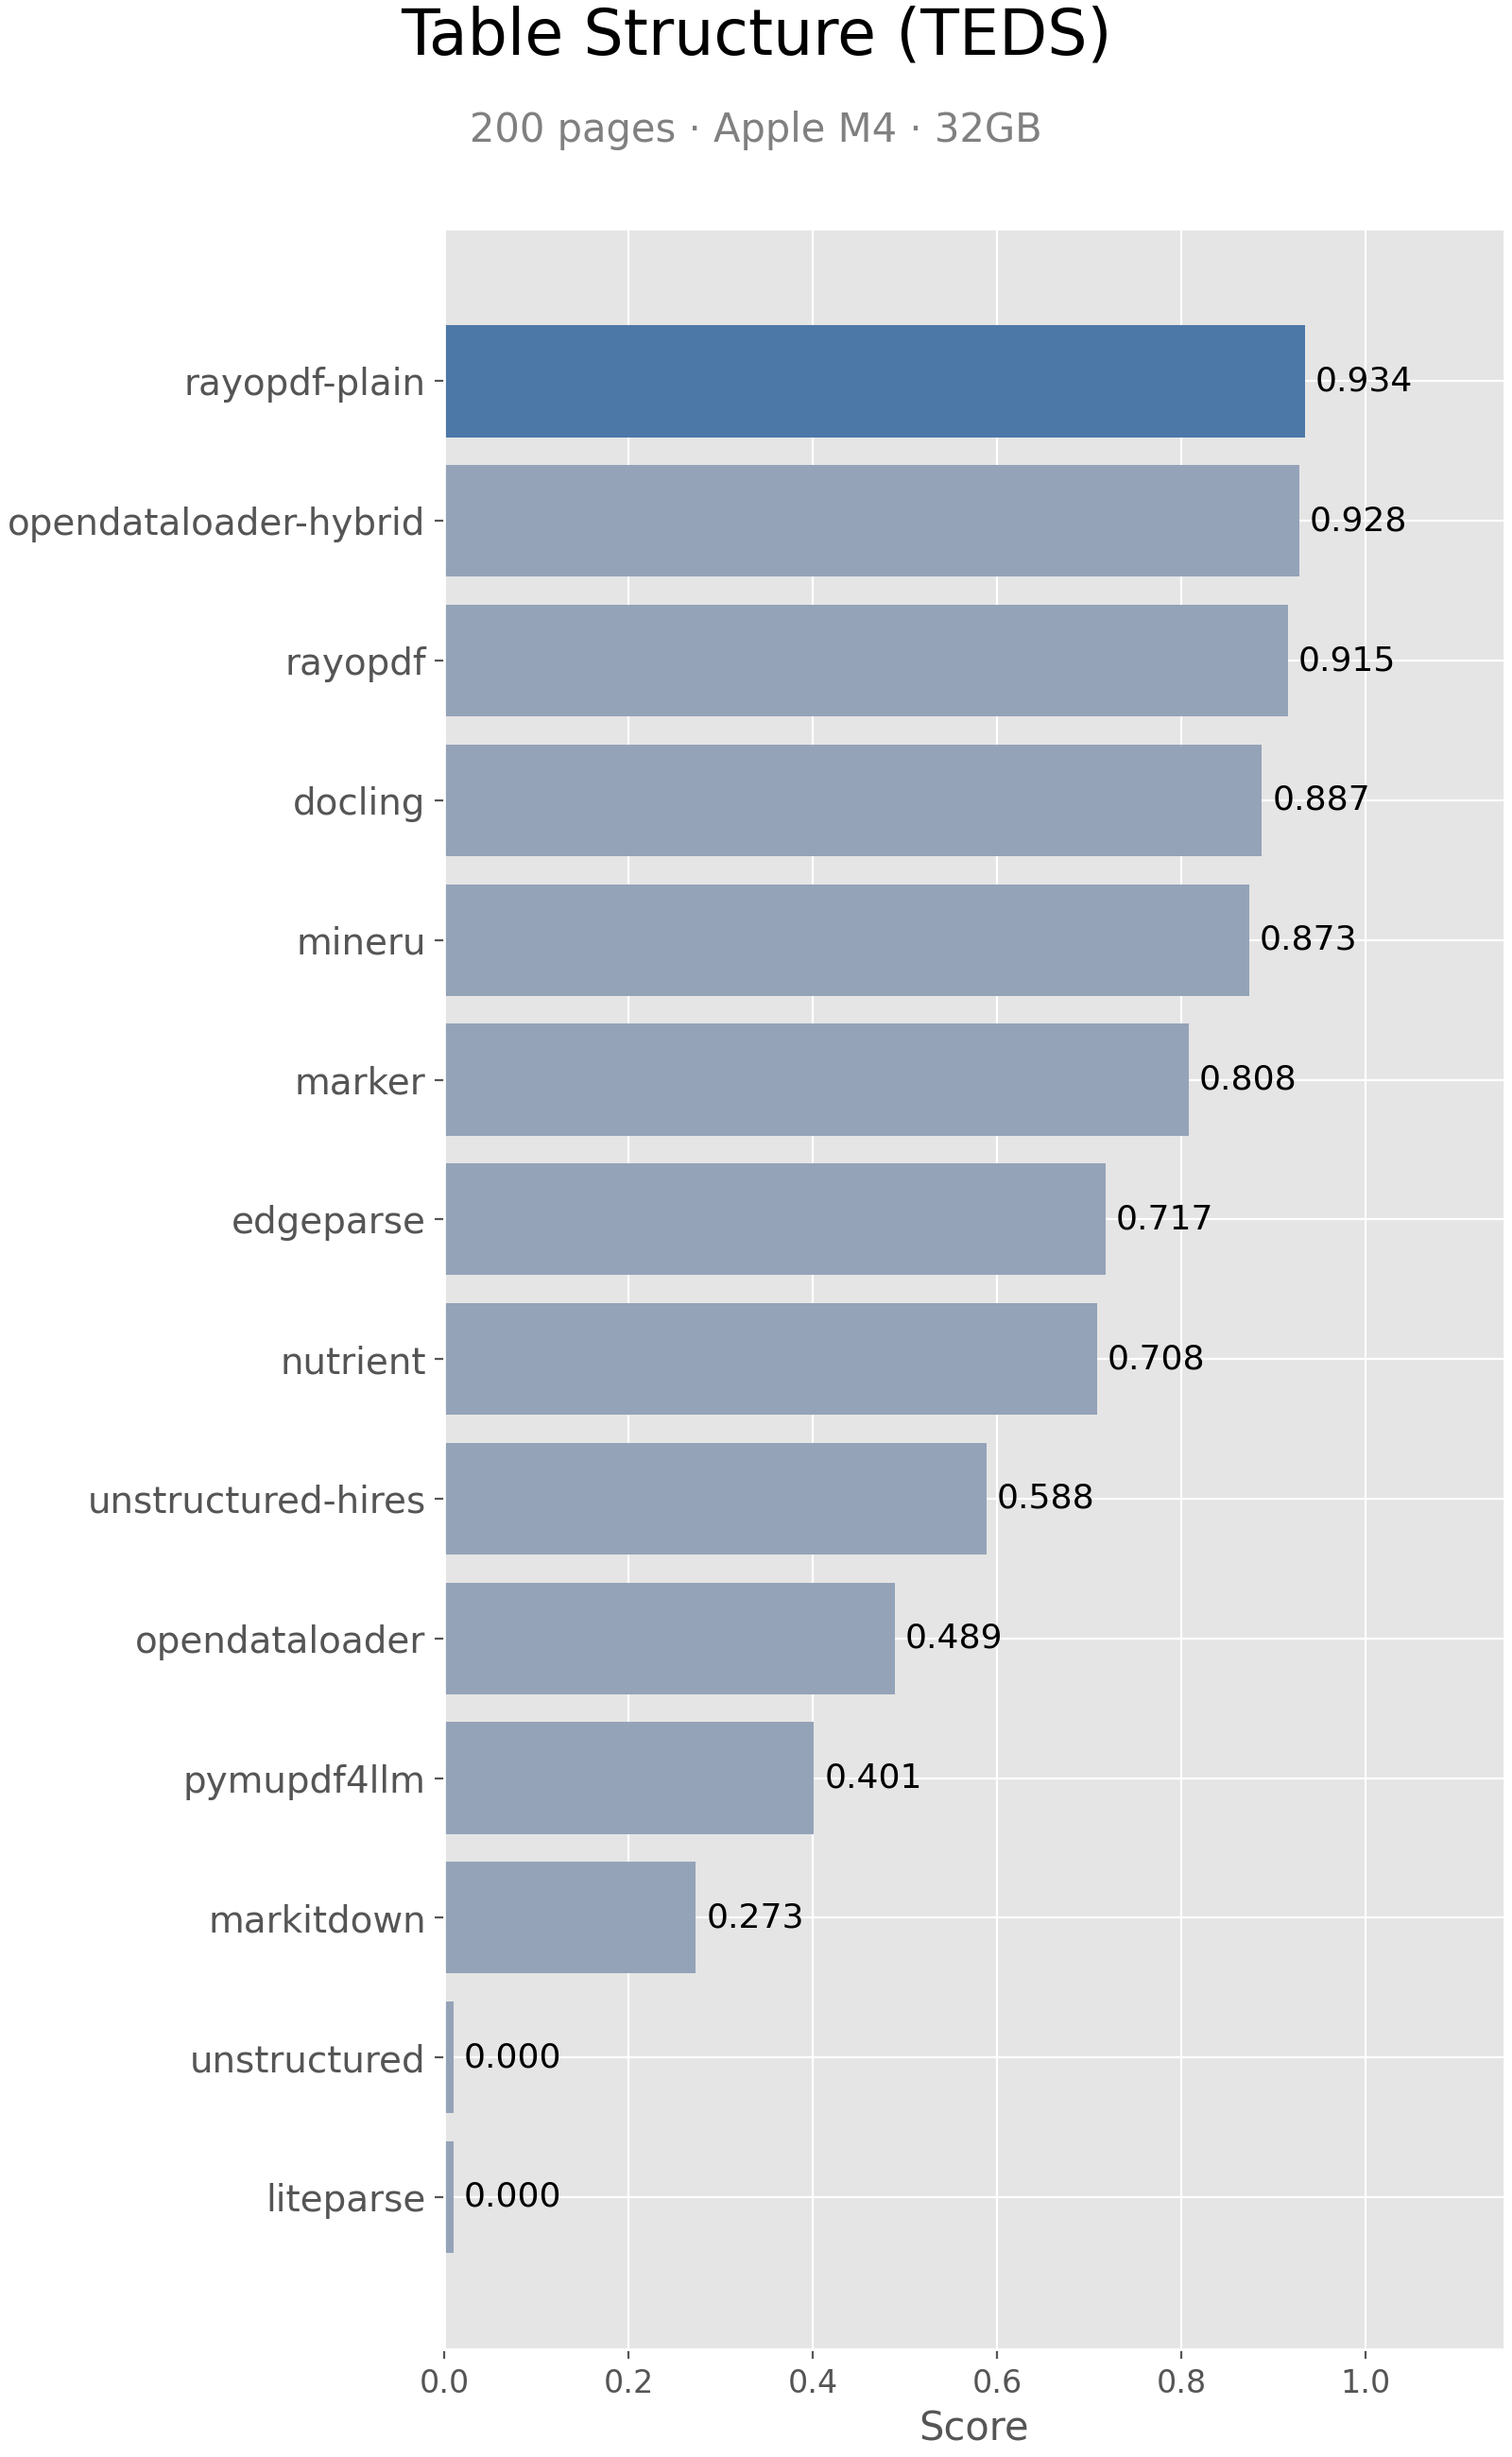 Table Structure (TEDS)
200 pages · Apple M4 · 32GB
rayopdf-plain 0.934
opendataloader-hybrid 0.928
rayopdf 0.915
docling 0.887
mineru 0.873
marker 0.808
edgeparse 0.717
nutrient 0.708
unstructured-hires 0.588
opendataloader 0.489
pymupdf4llm 0.401
markitdown 0.273
unstructured 0.000
liteparse 0.000
0.0 0.2 0.4 0.6 0.8 1.0
Score